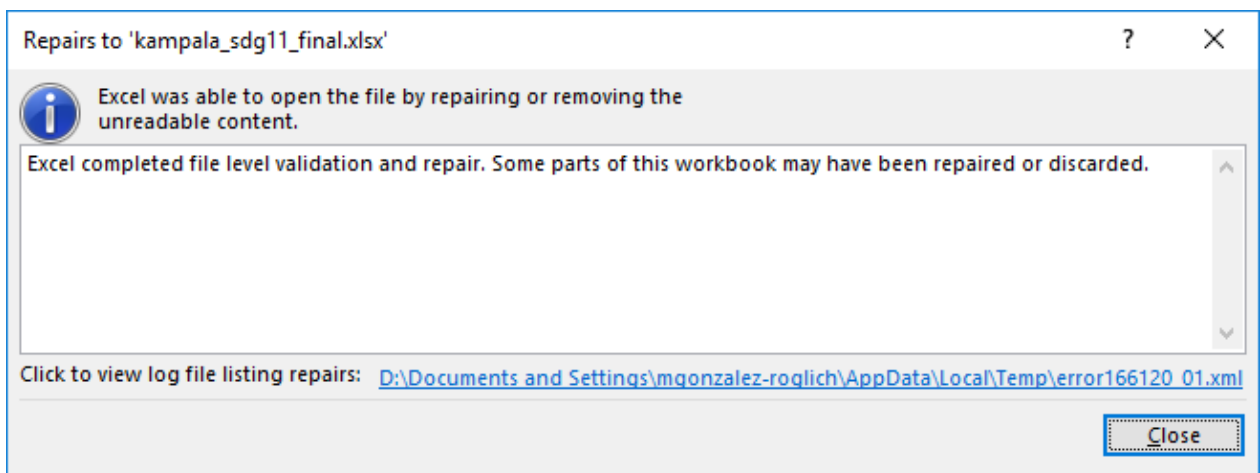 Repairs to 'kampala_sdg11_final.xlsx'
?
Excel was able to open the file by repairing or removing the
unreadable content.
Excel completed file level validation and repair. Some parts of this workbook may have been repaired or discarded.
Click to view log file listing repairs: D:\Documents and Settings\mgonzalez-roglich\AppData\Local\Temp\error166120_01.xml
Close